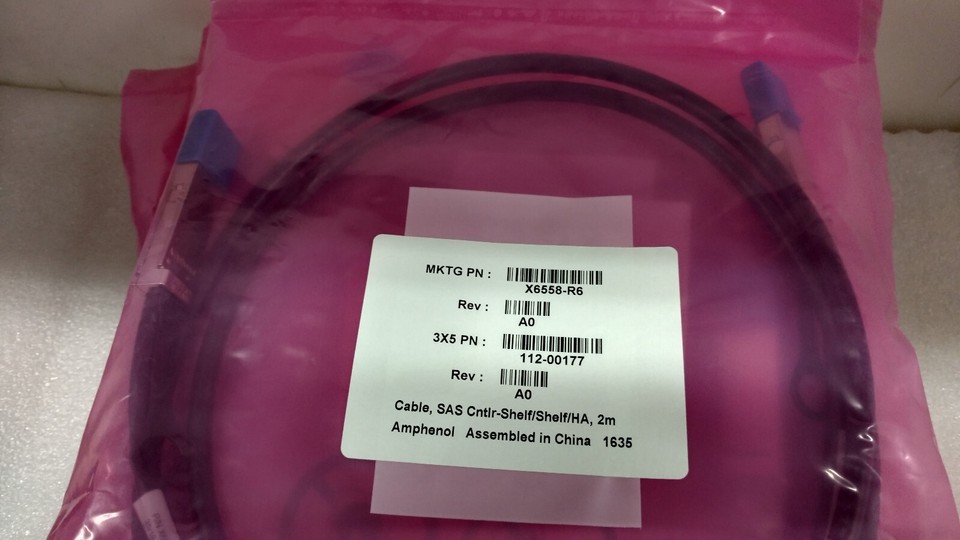 MKTG PN :
X6558-R6
Rev :
A0
3X5 PN :
112-00177
Rev :
A0
Cable, SAS Cntlr-Shelf/Shelf/HA, 2m
Amphenol Assembled in China 1635